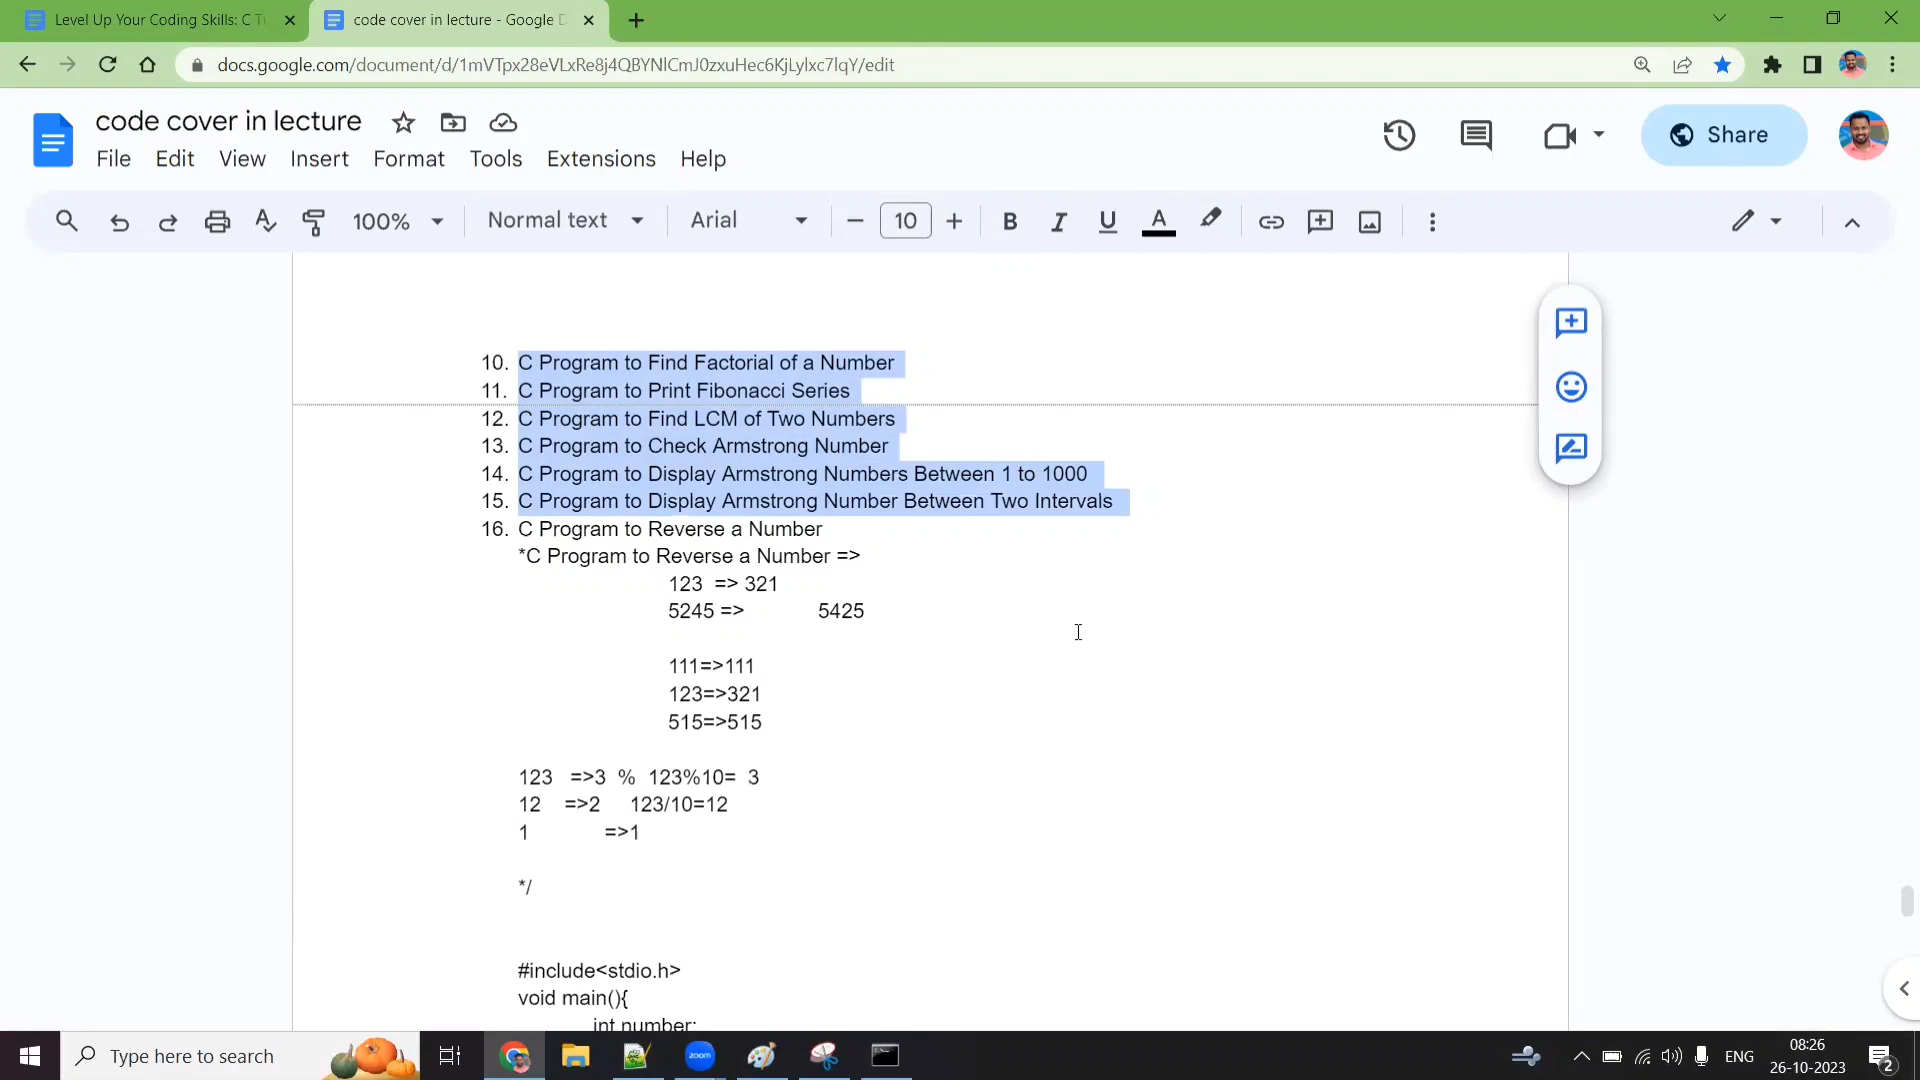 Level Up Your Coding Skills: C Tu
code cover in lecture - Google D
docs.google.com/document/d/1mVTpx28eVLxRe8j4QBYNlCmJ0zxuHec6KjLylxc7lqY/edit
code cover in lecture
File Edit View Insert Format Tools Extensions Help
Share
100% Normal text Arial 10 B I U A
10. C Program to Find Factorial of a Number
11. C Program to Print Fibonacci Series
12. C Program to Find LCM of Two Numbers
13. C Program to Check Armstrong Number
14. C Program to Display Armstrong Numbers Between 1 to 1000
15. C Program to Display Armstrong Number Between Two Intervals
16. C Program to Reverse a Number
*C Program to Reverse a Number =>
123 => 321
5245 => 5425
111=>111
123=>321
515=>515
123 =>3 % 123%10= 3
12 =>2 123/10=12
1 =>1
*/
#include<stdio.h>
void main(){
int number;
Type here to search
zoom
ENG
08:26
26-10-2023
2